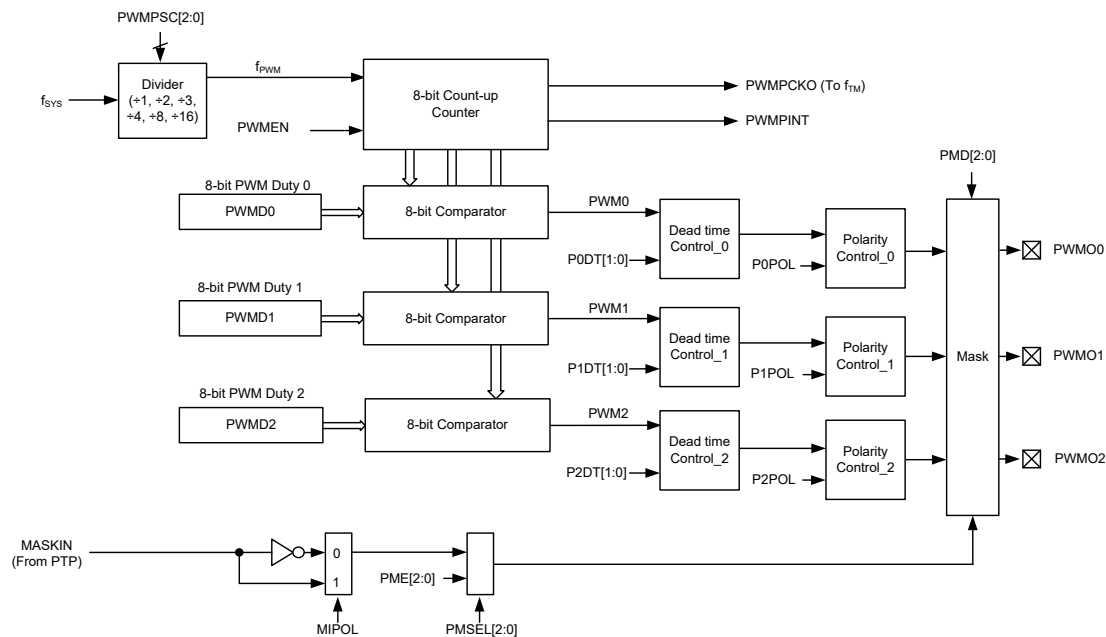 PWMPSC[2:0]
fSYS
Divider
(÷1, ÷2, ÷3,
÷4, ÷8, ÷16)
fPWM
PWMEN
8-bit Count-up
Counter
PWMPCKO (To fTM)
PWMPINT
PMD[2:0]
8-bit PWM Duty 0
PWMD0
8-bit Comparator
PWM0
P0DT[1:0]
Dead time
Control_0
P0POL
Polarity
Control_0
PWMO0
8-bit PWM Duty 1
PWMD1
8-bit Comparator
PWM1
P1DT[1:0]
Dead time
Control_1
P1POL
Polarity
Control_1
Mask
PWMO1
8-bit PWM Duty 2
PWMD2
8-bit Comparator
PWM2
P2DT[1:0]
Dead time
Control_2
P2POL
Polarity
Control_2
PWMO2
MASKIN
(From PTP)
0
1
MIPOL
PME[2:0]
PMSEL[2:0]